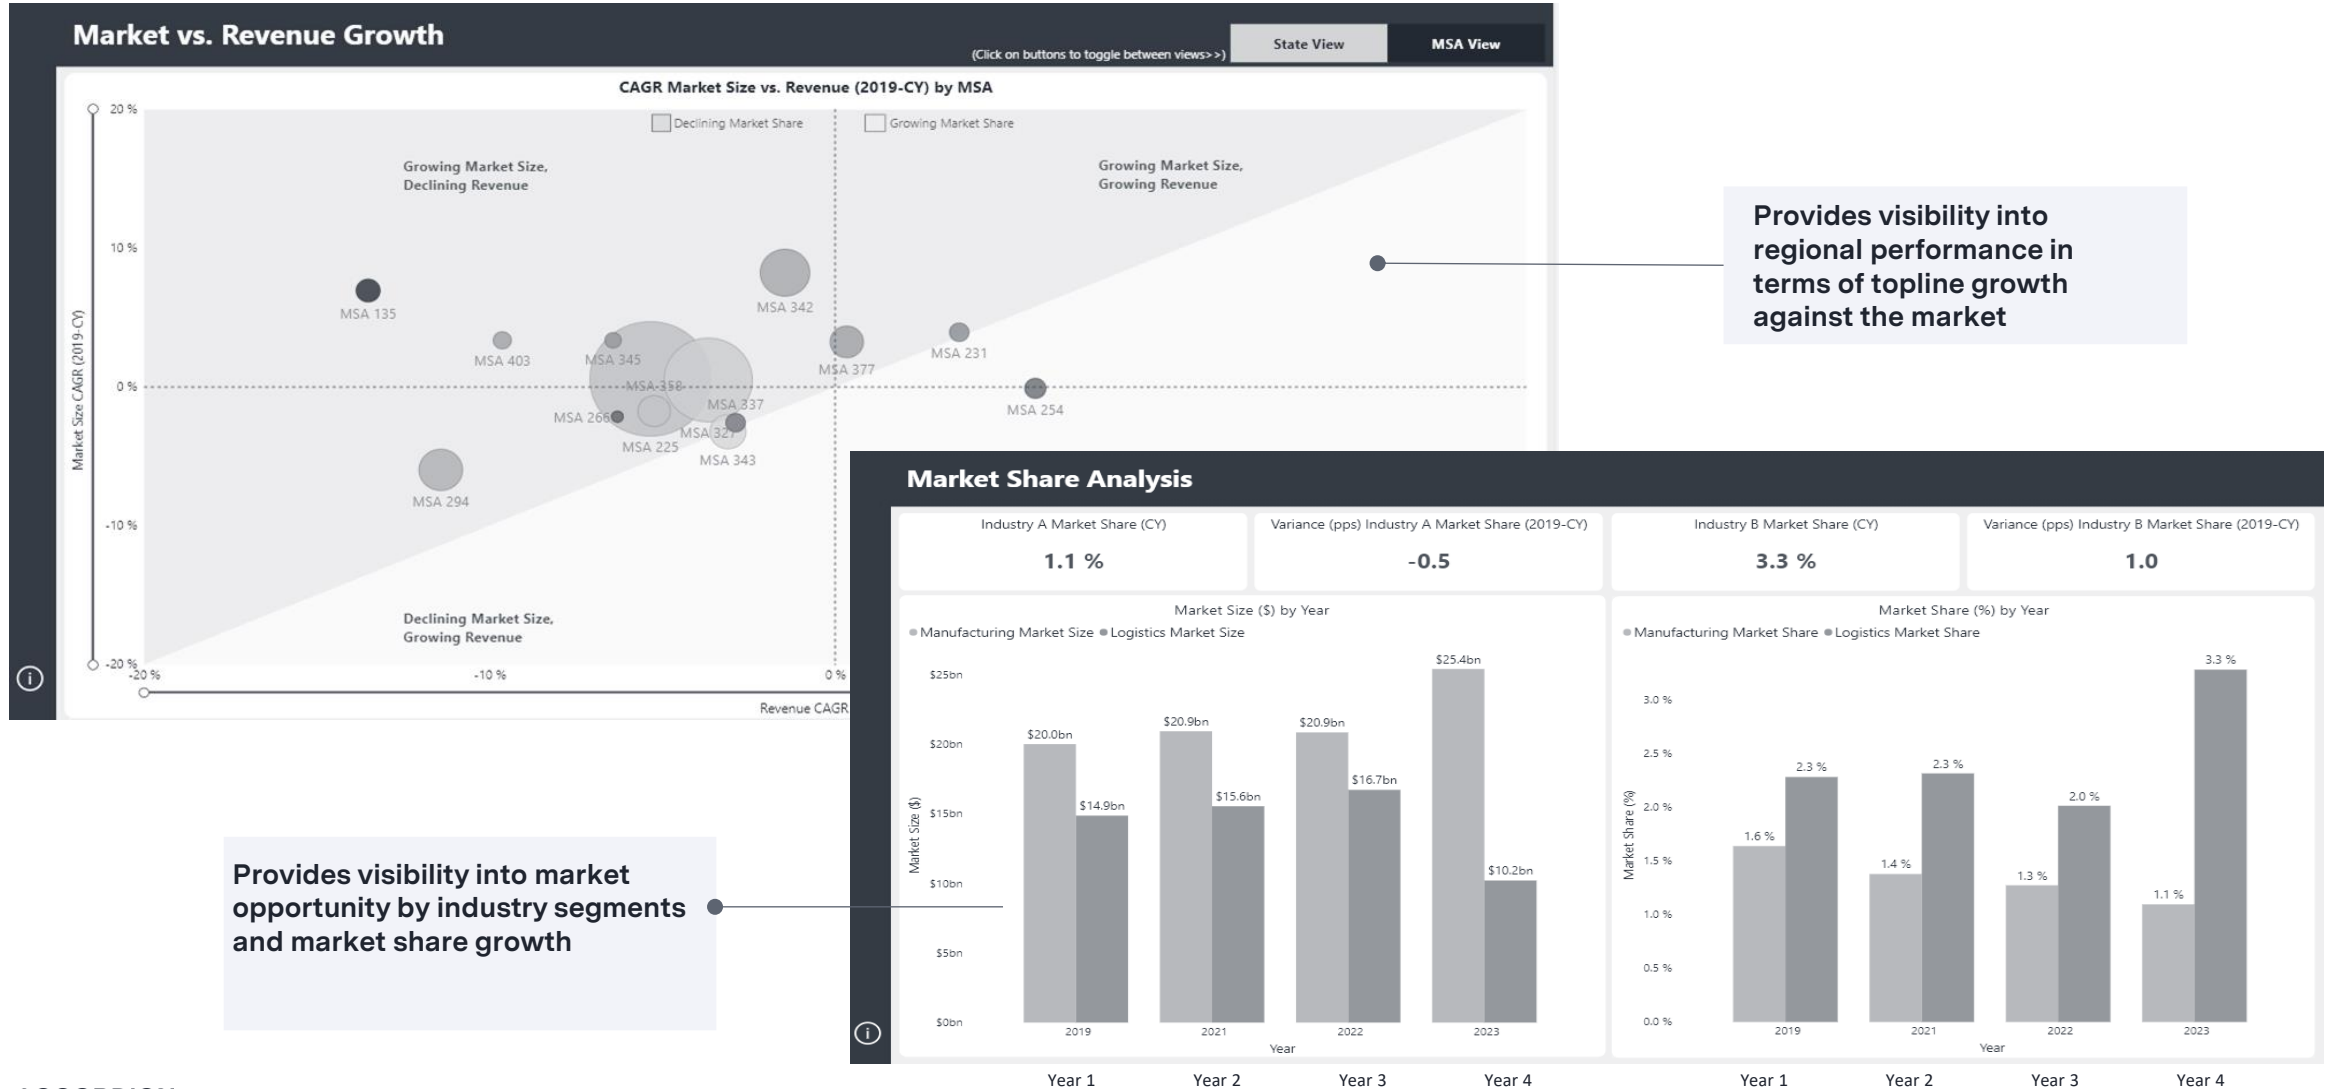 Market vs. Revenue Growth
(Click on buttons to toggle between views>>)
State View
MSA View
CAGR Market Size vs. Revenue (2019-CY) by MSA
Declining Market Share
Growing Market Share
Growing Market Size,
Declining Revenue
Growing Market Size,
Growing Revenue
Declining Market Size,
Growing Revenue
Market Size CAGR (2019-CY)
20 %
10 %
0 %
-10 %
-20 %
MSA 135
MSA 403
MSA 345
MSA 342
MSA 377
MSA 231
MSA 358
MSA 254
MSA 266
MSA 337
MSA 327
MSA 225
MSA 343
MSA 294
-20 %
-10 %
0 %
Revenue CAGR
Provides visibility into
regional performance in
terms of topline growth
against the market
Market Share Analysis
Industry A Market Share (CY)
1.1 %
Variance (pps) Industry A Market Share (2019-CY)
-0.5
Industry B Market Share (CY)
3.3 %
Variance (pps) Industry B Market Share (2019-CY)
1.0
Market Size ($) by Year
Manufacturing Market Size
Logistics Market Size
Market Size ($)
$25bn
$20bn
$15bn
$10bn
$5bn
$0bn
$20.0bn
$14.9bn
$20.9bn
$15.6bn
$20.9bn
$16.7bn
$25.4bn
$10.2bn
2019
2021
2022
2023
Year
Market Share (%) by Year
Manufacturing Market Share
Logistics Market Share
Market Share (%)
3.0 %
2.5 %
2.0 %
1.5 %
1.0 %
0.5 %
0.0 %
1.6 %
2.3 %
1.4 %
2.3 %
1.3 %
2.0 %
1.1 %
3.3 %
2019
2021
2022
2023
Year
Year 1
Year 2
Year 3
Year 4
Year 1
Year 2
Year 3
Year 4
Provides visibility into market
opportunity by industry segments
and market share growth